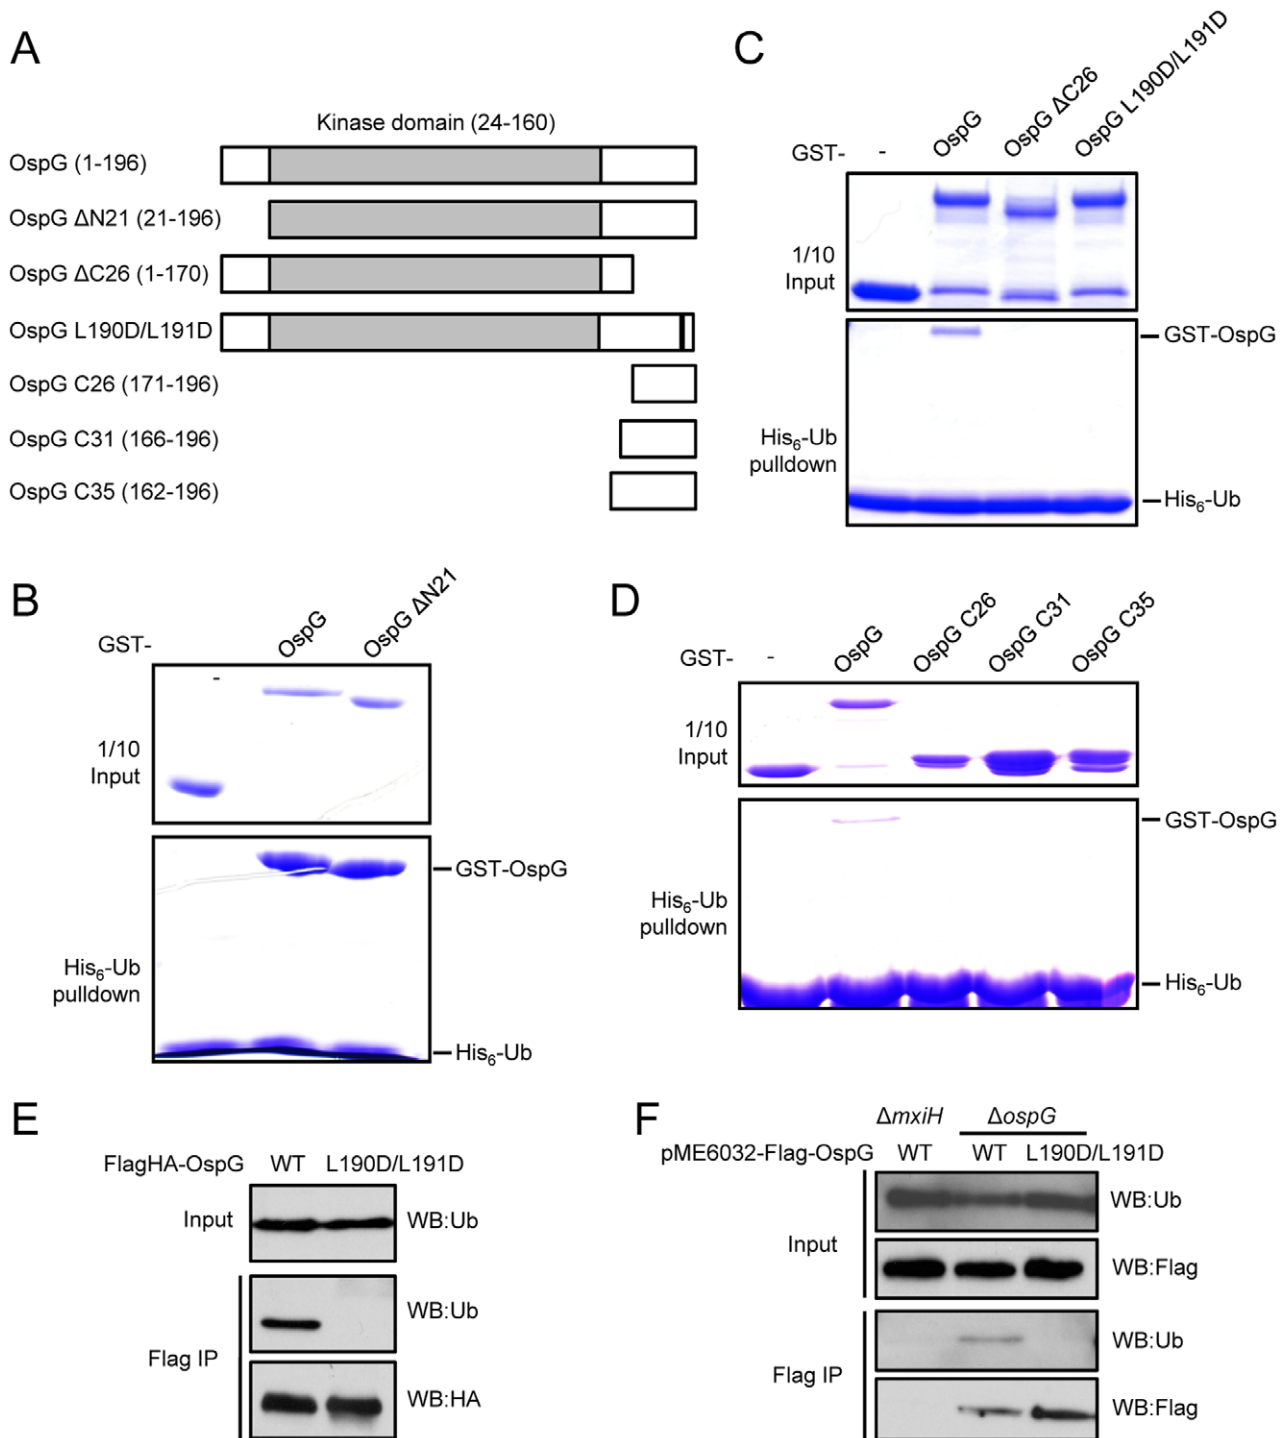 A
Kinase domain (24-160)
OspG (1-196)
OspG ΔN21 (21-196)
OspG ΔC26 (1-170)
OspG L190D/L191D
OspG C26 (171-196)
OspG C31 (166-196)
OspG C35 (162-196)
B
GST-
-
OspG
OspG ΔN21
1/10
Input
GST-OspG
His₆-Ub
pulldown
His₆-Ub
C
GST-
-
OspG
OspG ΔC26
OspG L190D/L191D
1/10
Input
GST-OspG
His₆-Ub
pulldown
His₆-Ub
D
GST-
-
OspG
OspG C26
OspG C31
OspG C35
1/10
Input
GST-OspG
His₆-Ub
pulldown
His₆-Ub
E
FlagHA-OspG WT L190D/L191D
Input WB:Ub
WB:Ub
Flag IP
WB:HA
F
ΔmxiH ΔospG
pME6032-Flag-OspG WT WT L190D/L191D
WB:Ub
Input
WB:Flag
WB:Ub
Flag IP
WB:Flag